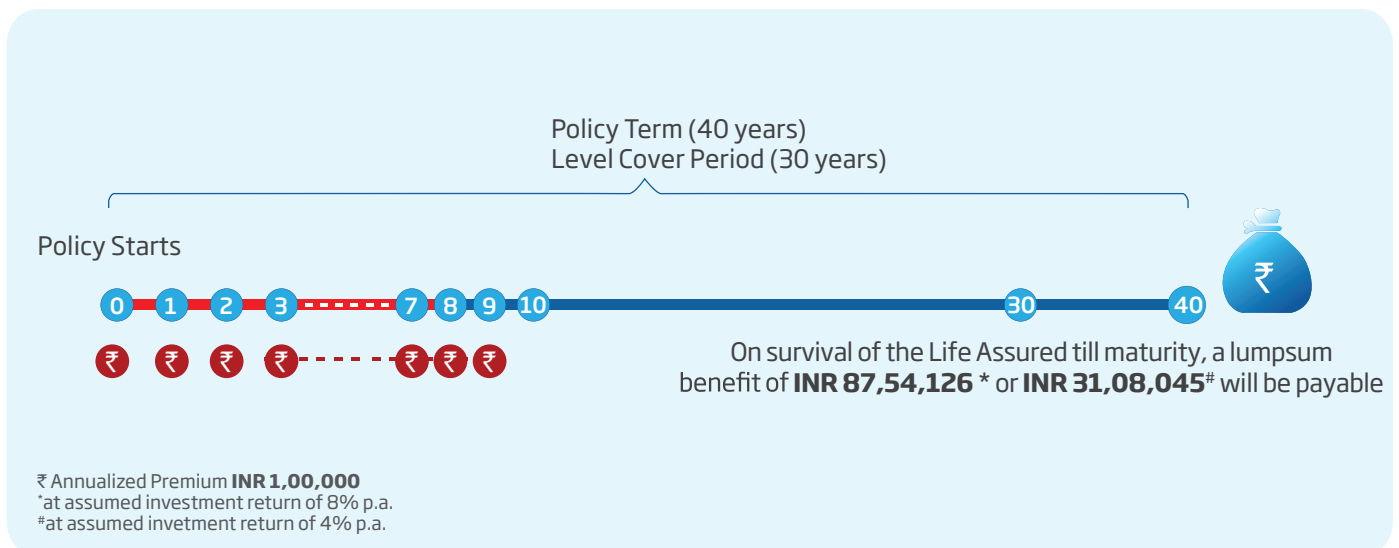 Policy Term (40 years)
Level Cover Period (30 years)
Policy Starts
0 1 2 3 7 8 9 10 30 40
₹
₹ ₹ ₹ ₹ ₹ ₹ ₹
On survival of the Life Assured till maturity, a lumpsum
benefit of INR 87,54,126 * or INR 31,08,045# will be payable
₹ Annualized Premium INR 1,00,000
*at assumed investment return of 8% p.a.
#at assumed invetment return of 4% p.a.